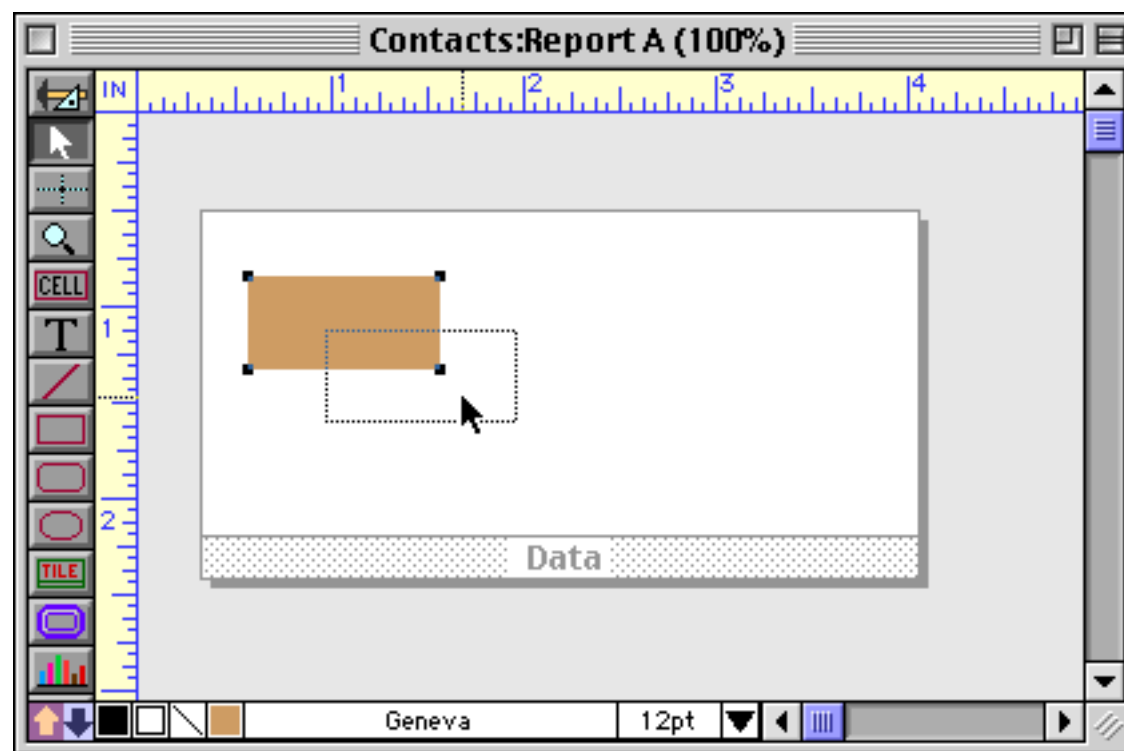 Contacts:Report A (100%)
IN 1 2 3 4
CELL
T
1
2
TILE
Data
Geneva 12pt